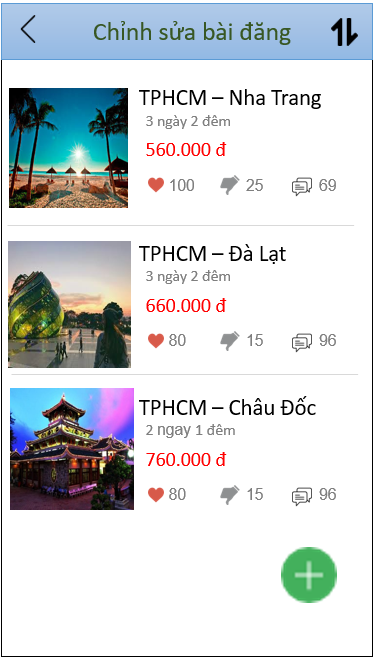 Chỉnh sửa bài đăng
TPHCM – Nha Trang
3 ngày 2 đêm
560.000 đ
100 25 69
TPHCM – Đà Lạt
3 ngày 2 đêm
660.000 đ
80 15 96
TPHCM – Châu Đốc
2 ngay 1 đêm
760.000 đ
80 15 96